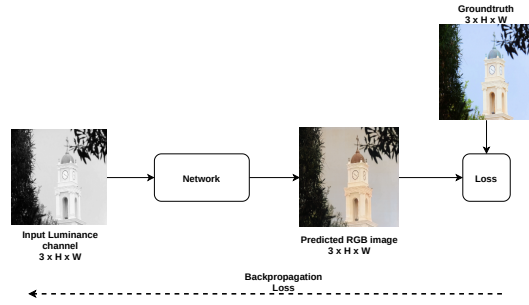 Groundtruth
3 x H x W
Network
Loss
Input Luminance
channel
3 x H x W
Predicted RGB image
3 x H x W
Backpropagation
Loss